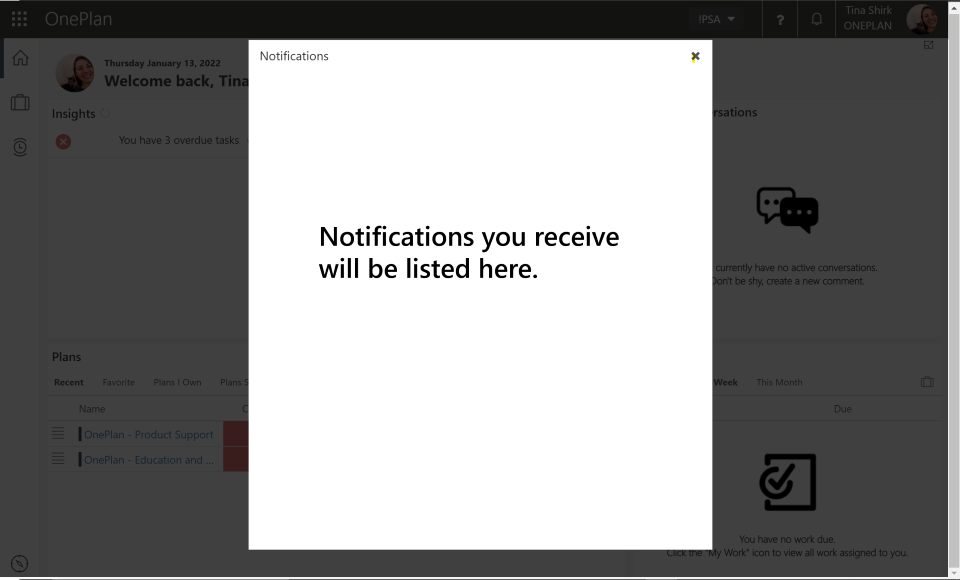 OnePlan
!PSA
?
Tina Shirk
ONEPLAN
Notifications
Thursday January 13, 2022
Welcome back, Tina
Insights
You have 3 overdue tasks
Notifications you receive
will be listed here.
currently have no active conversations.
Don't be shy, create a new comment.
Plans
Recent Favorite Plans I Own Plans S
Week This Month
Name C
Due
OnePlan - Product Support
OnePlan - Education and ...
You have no work due.
Click the "My Work" icon to view all work assigned to you.